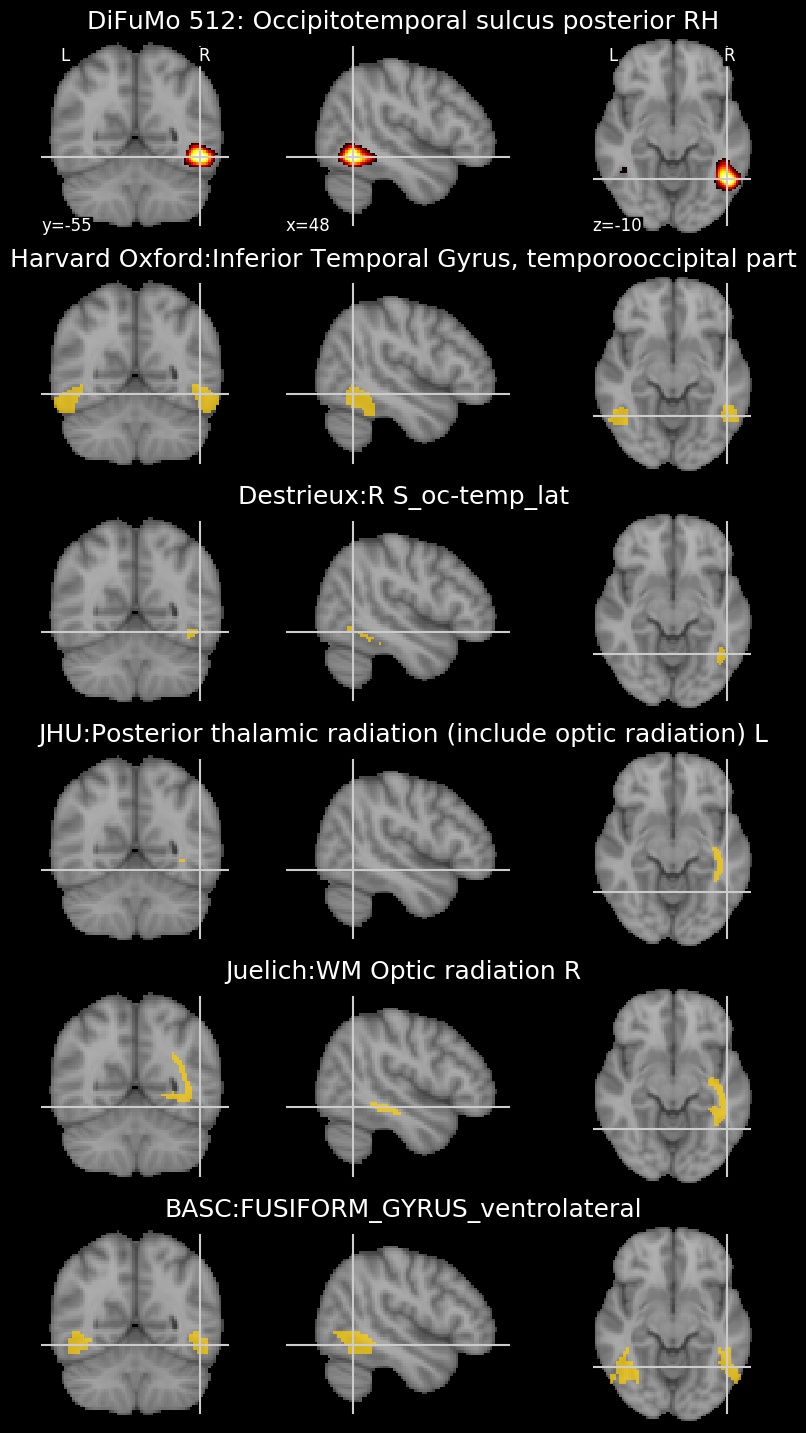 DiFuMo 512: Occipitotemporal sulcus posterior RH
L R L R
y=-55 x=48 z=-10
Harvard Oxford:Inferior Temporal Gyrus, temporooccipital part
Destrieux:R S_oc-temp_lat
JHU:Posterior thalamic radiation (include optic radiation) L
Juelich:WM Optic radiation R
BASC:FUSIFORM_GYRUS_ventrolateral